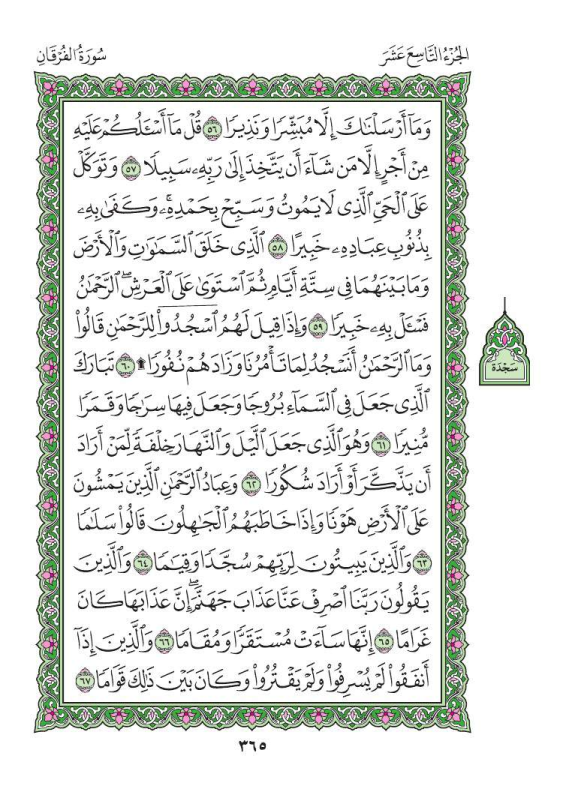 الجُزْءُ التَّاسِعَ عَشَرَ سُورَةُ الفُرْقَانِ
وَمَآ أَرْسَلْنَٰكَ إِلَّا مُبَشِّرًا وَنَذِيرًا ٥٦ قُلْ مَآ أَسْـَٔلُكُمْ عَلَيْهِ
مِنْ أَجْرٍ إِلَّا مَن شَآءَ أَن يَتَّخِذَ إِلَىٰ رَبِّهِۦ سَبِيلًا ٥٧ وَتَوَكَّلْ
عَلَى ٱلْحَىِّ ٱلَّذِى لَا يَمُوتُ وَسَبِّحْ بِحَمْدِهِۦۚ وَكَفَىٰ بِهِۦ
بِذُنُوبِ عِبَادِهِۦ خَبِيرًا ٥٨ ٱلَّذِى خَلَقَ ٱلسَّمَٰوَٰتِ وَٱلْأَرْضَ
وَمَا بَيْنَهُمَا فِى سِتَّةِ أَيَّامٍ ثُمَّ ٱسْتَوَىٰ عَلَى ٱلْعَرْشِۖ ٱلرَّحْمَٰنُ
فَسْـَٔلْ بِهِۦ خَبِيرًا ٥٩ وَإِذَا قِيلَ لَهُمُ ٱسْجُدُوا۟ لِلرَّحْمَٰنِ قَالُوا۟
وَمَا ٱلرَّحْمَٰنُ أَنَسْجُدُ لِمَا تَأْمُرُنَا وَزَادَهُمْ نُفُورًا ۩ ٦٠ تَبَارَكَ
سَجْدَة
ٱلَّذِى جَعَلَ فِى ٱلسَّمَآءِ بُرُوجًا وَجَعَلَ فِيهَا سِرَٰجًا وَقَمَرًا
مُّنِيرًا ٦١ وَهُوَ ٱلَّذِى جَعَلَ ٱلَّيْلَ وَٱلنَّهَارَ خِلْفَةً لِّمَنْ أَرَادَ
أَن يَذَّكَّرَ أَوْ أَرَادَ شُكُورًا ٦٢ وَعِبَادُ ٱلرَّحْمَٰنِ ٱلَّذِينَ يَمْشُونَ
عَلَى ٱلْأَرْضِ هَوْنًا وَإِذَا خَاطَبَهُمُ ٱلْجَٰهِلُونَ قَالُوا۟ سَلَٰمًا
٦٣ وَٱلَّذِينَ يَبِيتُونَ لِرَبِّهِمْ سُجَّدًا وَقِيَٰمًا ٦٤ وَٱلَّذِينَ
يَقُولُونَ رَبَّنَا ٱصْرِفْ عَنَّا عَذَابَ جَهَنَّمَۖ إِنَّ عَذَابَهَا كَانَ
غَرَامًا ٦٥ إِنَّهَا سَآءَتْ مُسْتَقَرًّا وَمُقَامًا ٦٦ وَٱلَّذِينَ إِذَآ
أَنفَقُوا۟ لَمْ يُسْرِفُوا۟ وَلَمْ يَقْتُرُوا۟ وَكَانَ بَيْنَ ذَٰلِكَ قَوَامًا ٦٧
٣٦٥